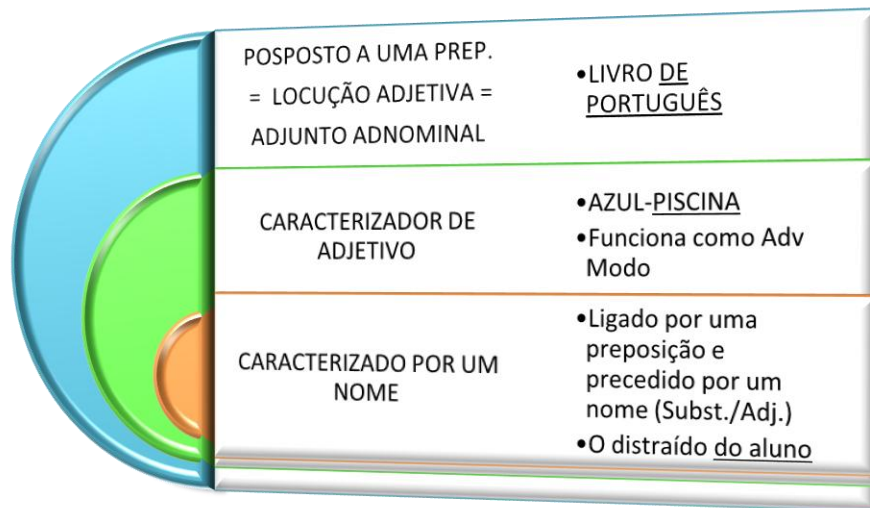 POSPOSTO A UMA PREP.
= LOCUÇÃO ADJETIVA =
ADJUNTO ADNOMINAL
•LIVRO DE
PORTUGUÊS
CARACTERIZADOR DE
ADJETIVO
•AZUL-PISCINA
•Funciona como Adv
Modo
CARACTERIZADO POR UM
NOME
•Ligado por uma
preposição e
precedido por um
nome (Subst./Adj.)
•O distraído do aluno